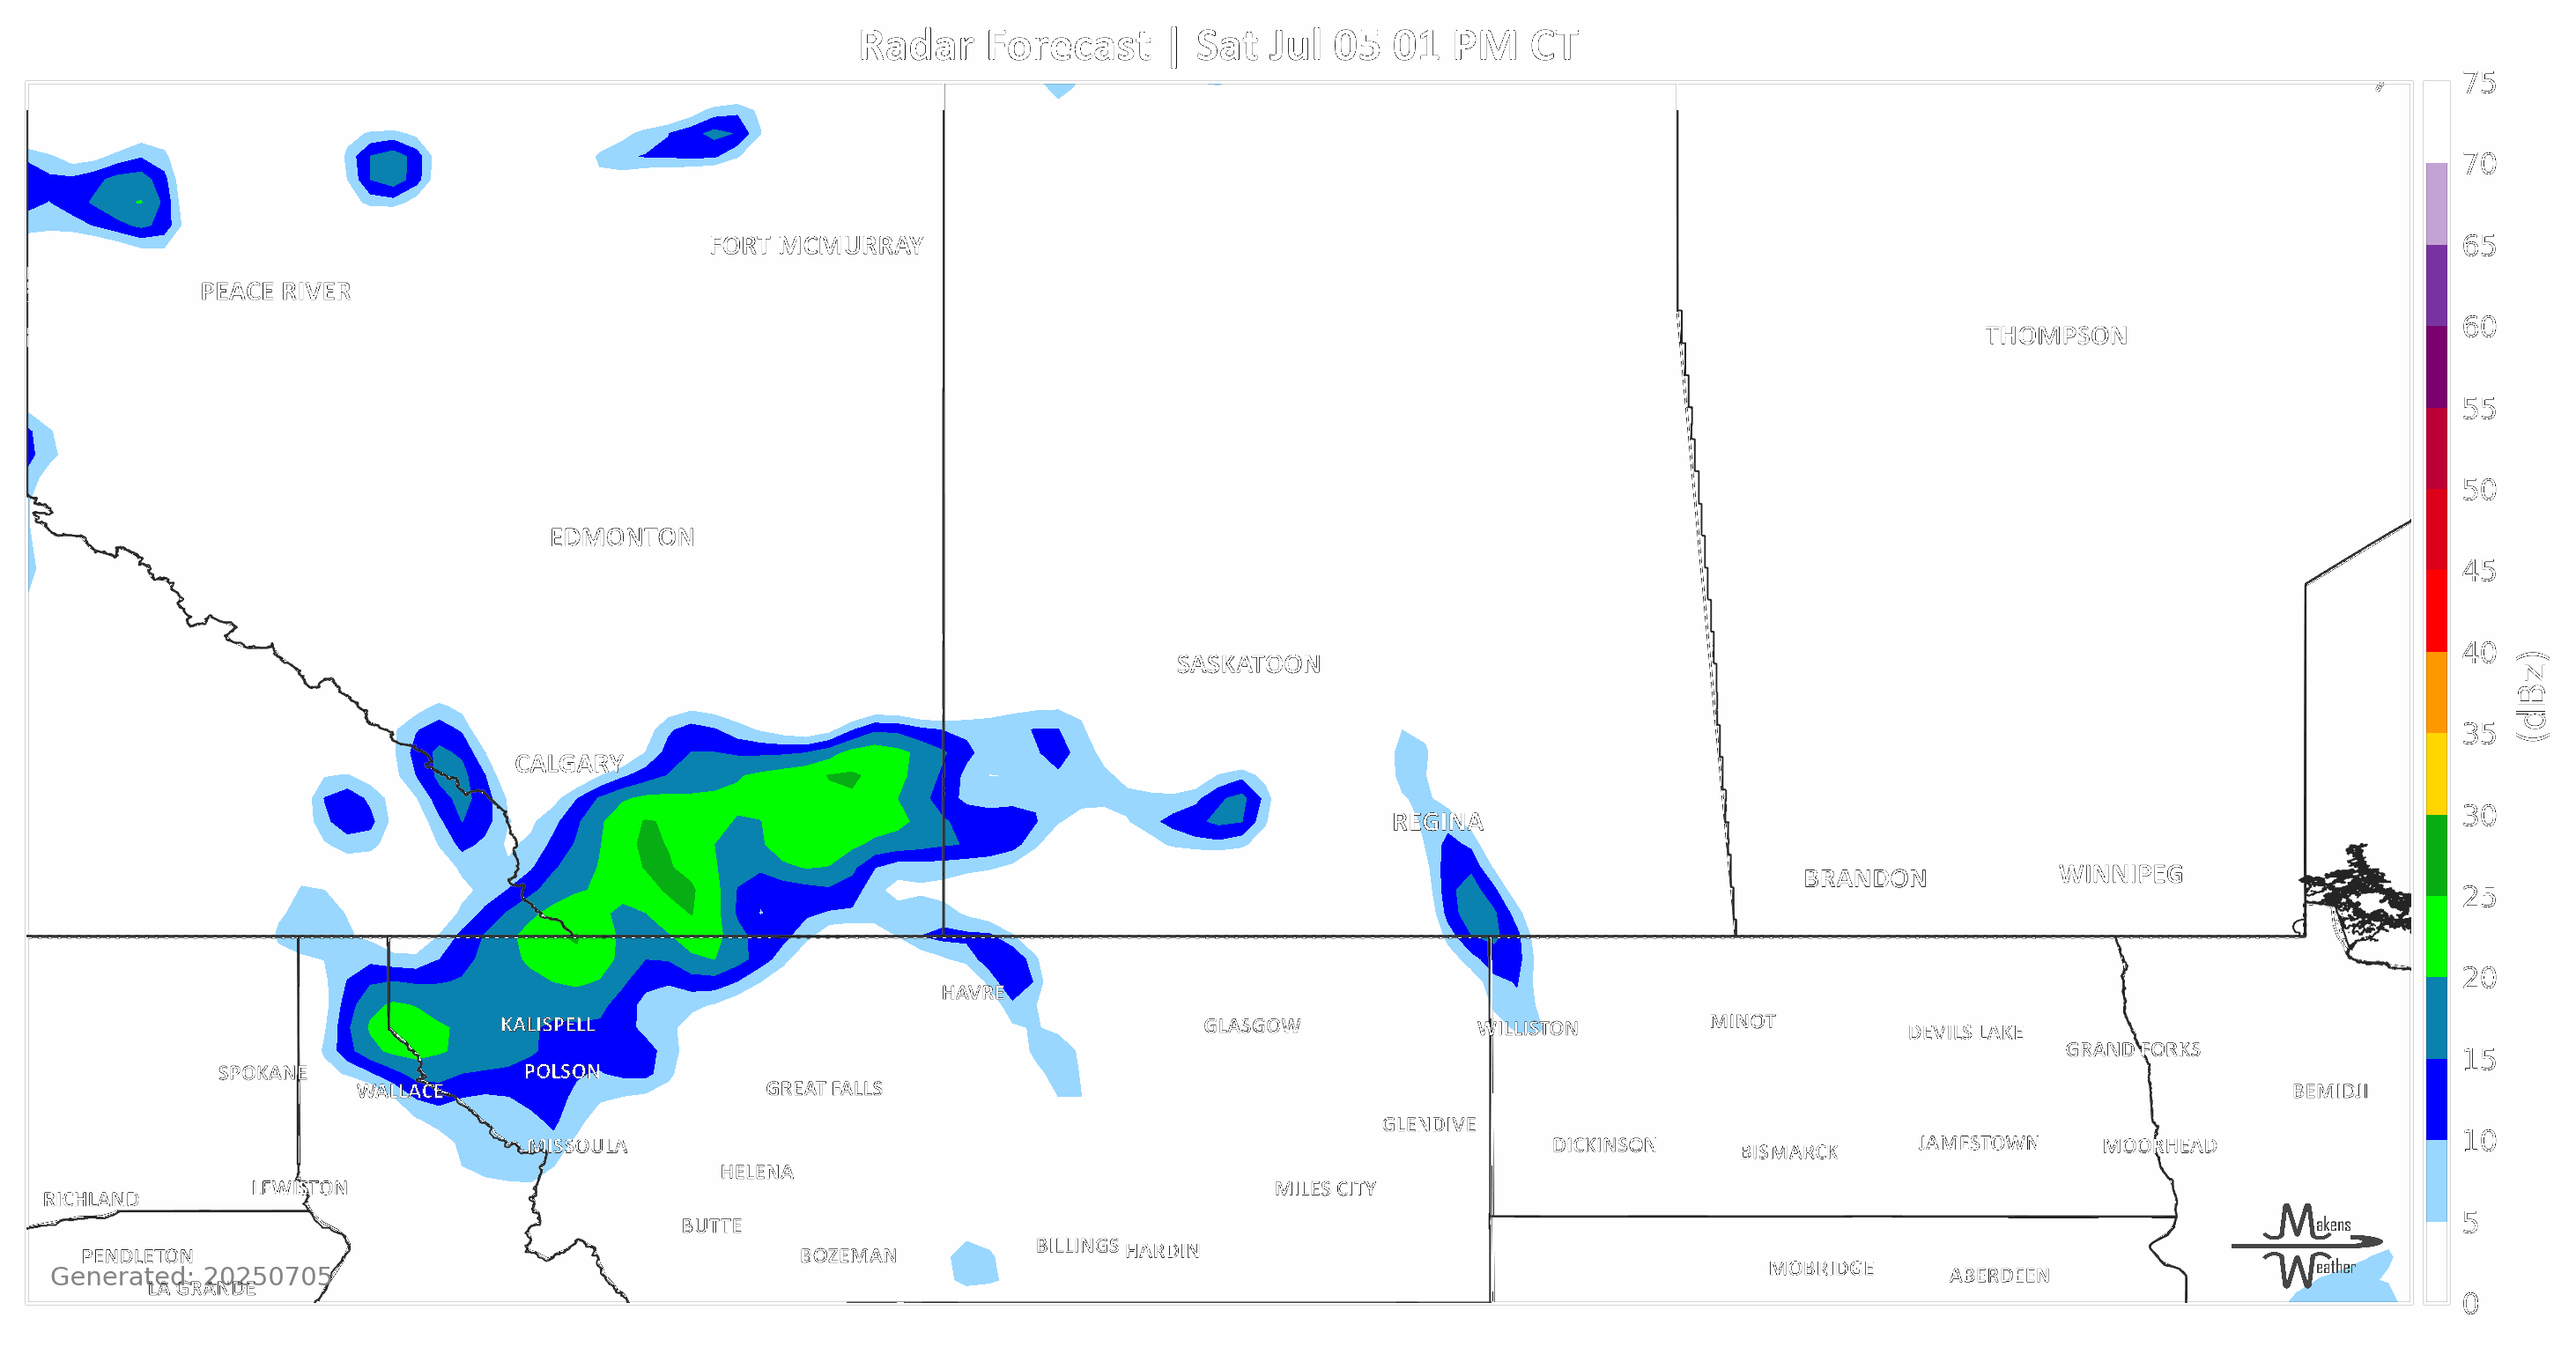 Radar Forecast | Sat Jul 05 01 PM CT
75
70
65
60
55
50
45
40
35
30
25
20
15
10
5
0
(dBz)
FORT MCMURRAY
PEACE RIVER
THOMPSON
EDMONTON
SASKATOON
CALGARY
REGINA
BRANDON
WINNIPEG
HAVRE
KALISPELL
GLASGOW
WILLISTON
MINOT
DEVILS LAKE
GRAND FORKS
SPOKANE
POLSON
WALLACE
GREAT FALLS
BEMIDJI
GLENDIVE
MISSOULA
DICKINSON
BISMARCK
JAMESTOWN
MOORHEAD
HELENA
LEWISTON
RICHLAND
MILES CITY
BUTTE
BILLINGS
HARDIN
PENDLETON
BOZEMAN
MOBRIDGE
ABERDEEN
Generated: 20250705
LA GRANDE
Makens
Weather